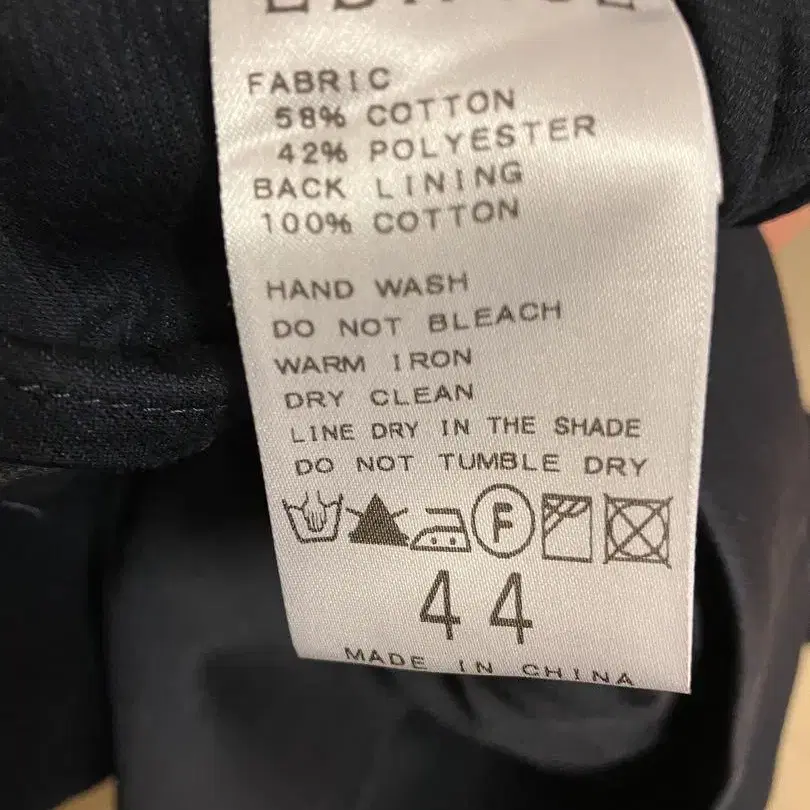 FABRIC
58% COTTON
42% POLYESTER
BACK LINING
100% COTTON
HAND WASH
DO NOT BLEACH
WARM IRON
DRY CLEAN
LINE DRY IN THE SHADE
DO NOT TUMBLE DRY
F
44
MADE IN CHINA